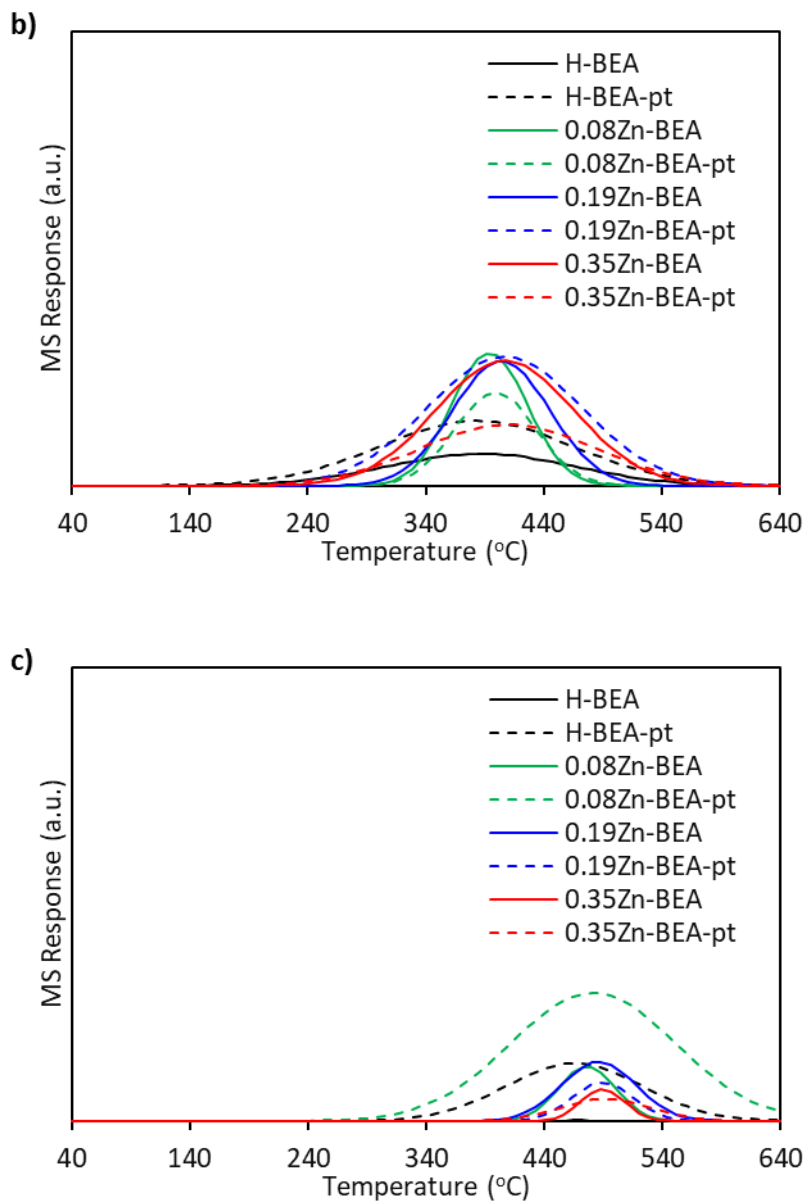 b)
H-BEA
H-BEA-pt
0.08Zn-BEA
0.08Zn-BEA-pt
0.19Zn-BEA
0.19Zn-BEA-pt
0.35Zn-BEA
0.35Zn-BEA-pt
MS Response (a.u.)
40 140 240 340 440 540 640
Temperature (°C)
c)
H-BEA
H-BEA-pt
0.08Zn-BEA
0.08Zn-BEA-pt
0.19Zn-BEA
0.19Zn-BEA-pt
0.35Zn-BEA
0.35Zn-BEA-pt
MS Response (a.u.)
40 140 240 340 440 540 640
Temperature (°C)